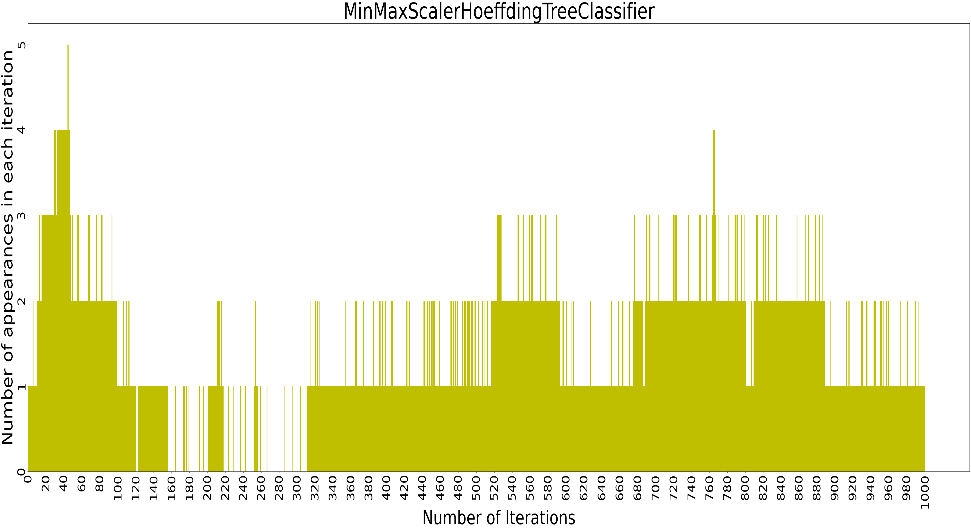 MinMaxScalerHoeffdingTreeClassifier
Number of appearances in each iteration
5
4
3
2
1
0
0 20 40 60 80 100 120 140 160 180 200 220 240 260 280 300 320 340 360 380 400 420 440 460 480 500 520 540 560 580 600 620 640 660 680 700 720 740 760 780 800 820 840 860 880 900 920 940 960 980 1000
Number of Iterations